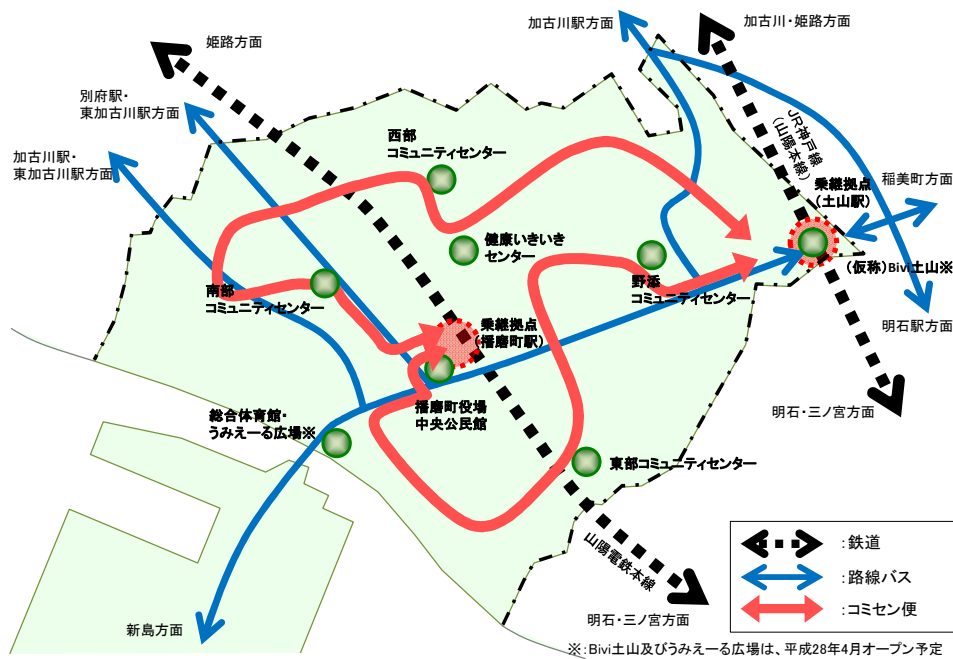 加古川駅方面
加古川・姫路方面
姫路方面
別府駅・
東加古川駅方面
加古川駅・
東加古川駅方面
西部
コミュニティセンター
JR神戸線
(山陽本線)
乗継拠点
(土山駅)
稲美町方面
健康いきいき
センター
野添
コミュニティセンター
(仮称)Bivi土山※
南部
コミュニティセンター
乗継拠点
(播磨町駅)
明石駅方面
播磨町役場
中央公民館
明石・三ノ宮方面
総合体育館・
うみえーる広場※
東部コミュニティセンター
山陽電鉄本線
新島方面
明石・三ノ宮方面
:鉄道
:路線バス
:コミセン便
※:Bivi土山及びうみえーる広場は、平成28年4月オープン予定